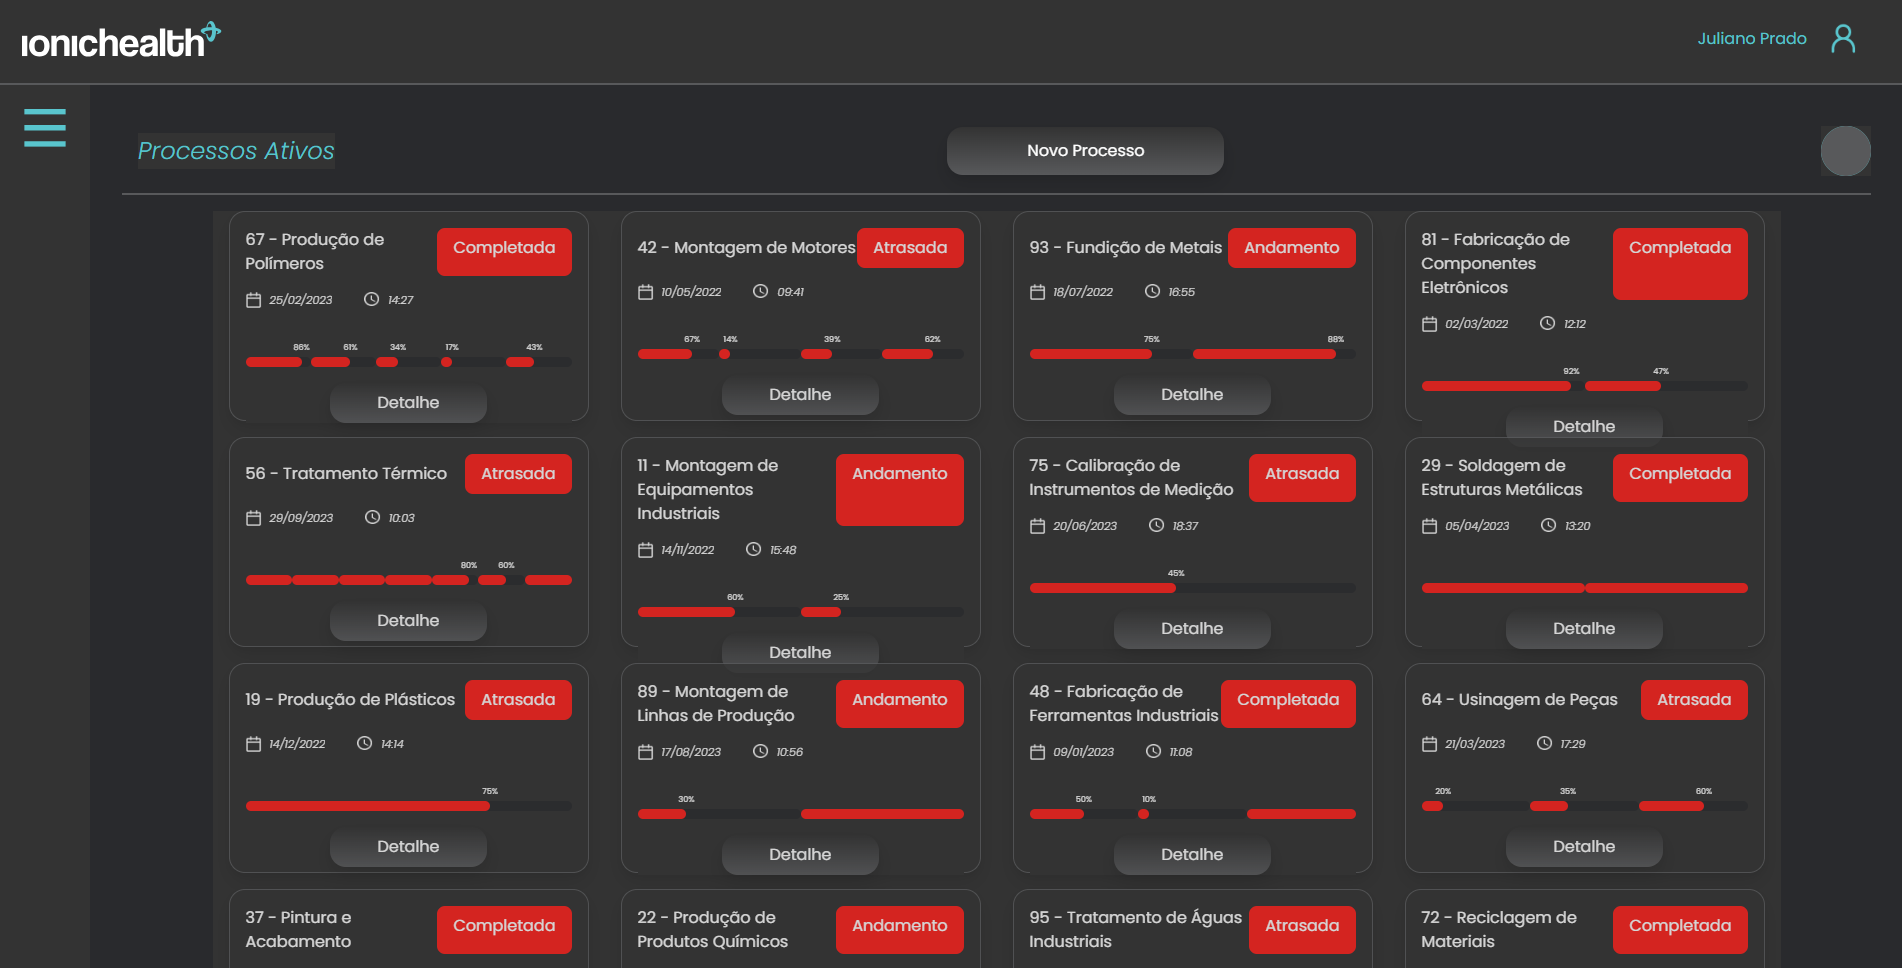 ionichealth
Juliano Prado
Processos Ativos
Novo Processo
67 - Produção de
Polímeros
Completada
25/02/2023 14:27
86% 61% 34% 17% 43%
Detalhe
42 - Montagem de Motores
Atrasada
10/05/2022 09:41
67% 14% 39% 62%
Detalhe
93 - Fundição de Metais
Andamento
18/07/2022 16:55
75% 88%
Detalhe
81 - Fabricação de
Componentes
Eletrônicos
Completada
02/03/2022 12:12
92% 47%
Detalhe
56 - Tratamento Térmico
Atrasada
29/09/2023 10:03
80% 60%
Detalhe
11 - Montagem de
Equipamentos
Industriais
Andamento
14/11/2022 15:48
60% 25%
Detalhe
75 - Calibração de
Instrumentos de Medição
Atrasada
20/06/2023 18:37
45%
Detalhe
29 - Soldagem de
Estruturas Metálicas
Completada
05/04/2023 13:20
Detalhe
19 - Produção de Plásticos
Atrasada
14/12/2022 14:14
75%
Detalhe
89 - Montagem de
Linhas de Produção
Andamento
17/08/2023 10:56
30%
Detalhe
48 - Fabricação de
Ferramentas Industriais
Completada
09/01/2023 11:08
50% 10%
Detalhe
64 - Usinagem de Peças
Atrasada
21/03/2023 17:29
20% 35% 60%
Detalhe
37 - Pintura e
Acabamento
Completada
22 - Produção de
Produtos Químicos
Andamento
95 - Tratamento de Águas
Industriais
Atrasada
72 - Reciclagem de
Materiais
Completada